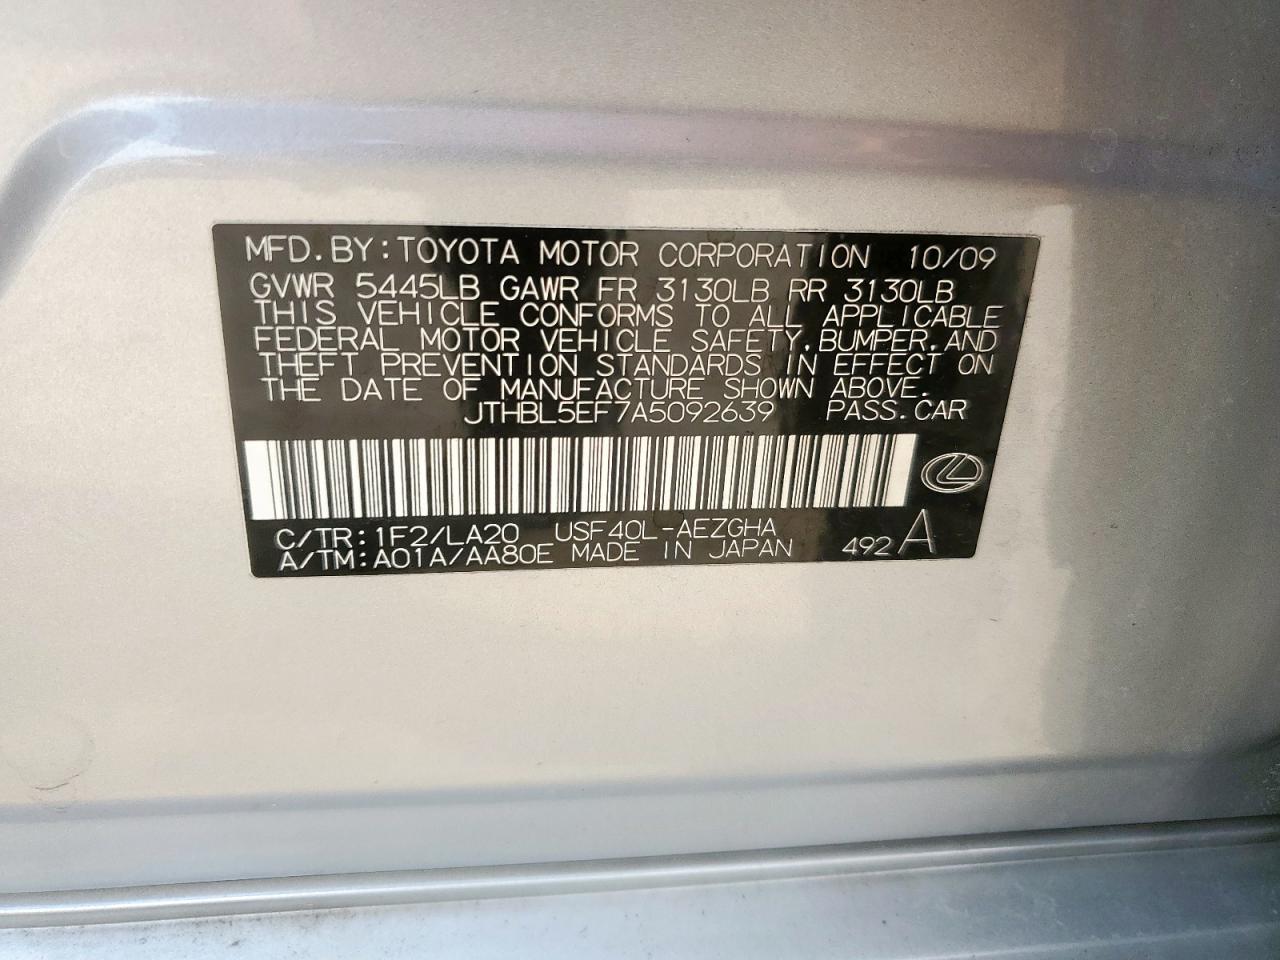 MFD.BY:TOYOTA MOTOR CORPORATION 10/09
GVWR 5445LB GAWR FR 3130LB RR 3130LB
THIS VEHICLE CONFORMS TO ALL APPLICABLE
FEDERAL MOTOR VEHICLE SAFETY,BUMPER,AND
THEFT PREVENTION STANDARDS IN EFFECT ON
THE DATE OF MANUFACTURE SHOWN ABOVE.
JTHBL5EF7A5092639 PASS.CAR
C/TR:1F2/LA20 USF40L-AEZGHA
A/TM:A01A/AA80E MADE IN JAPAN 492 A